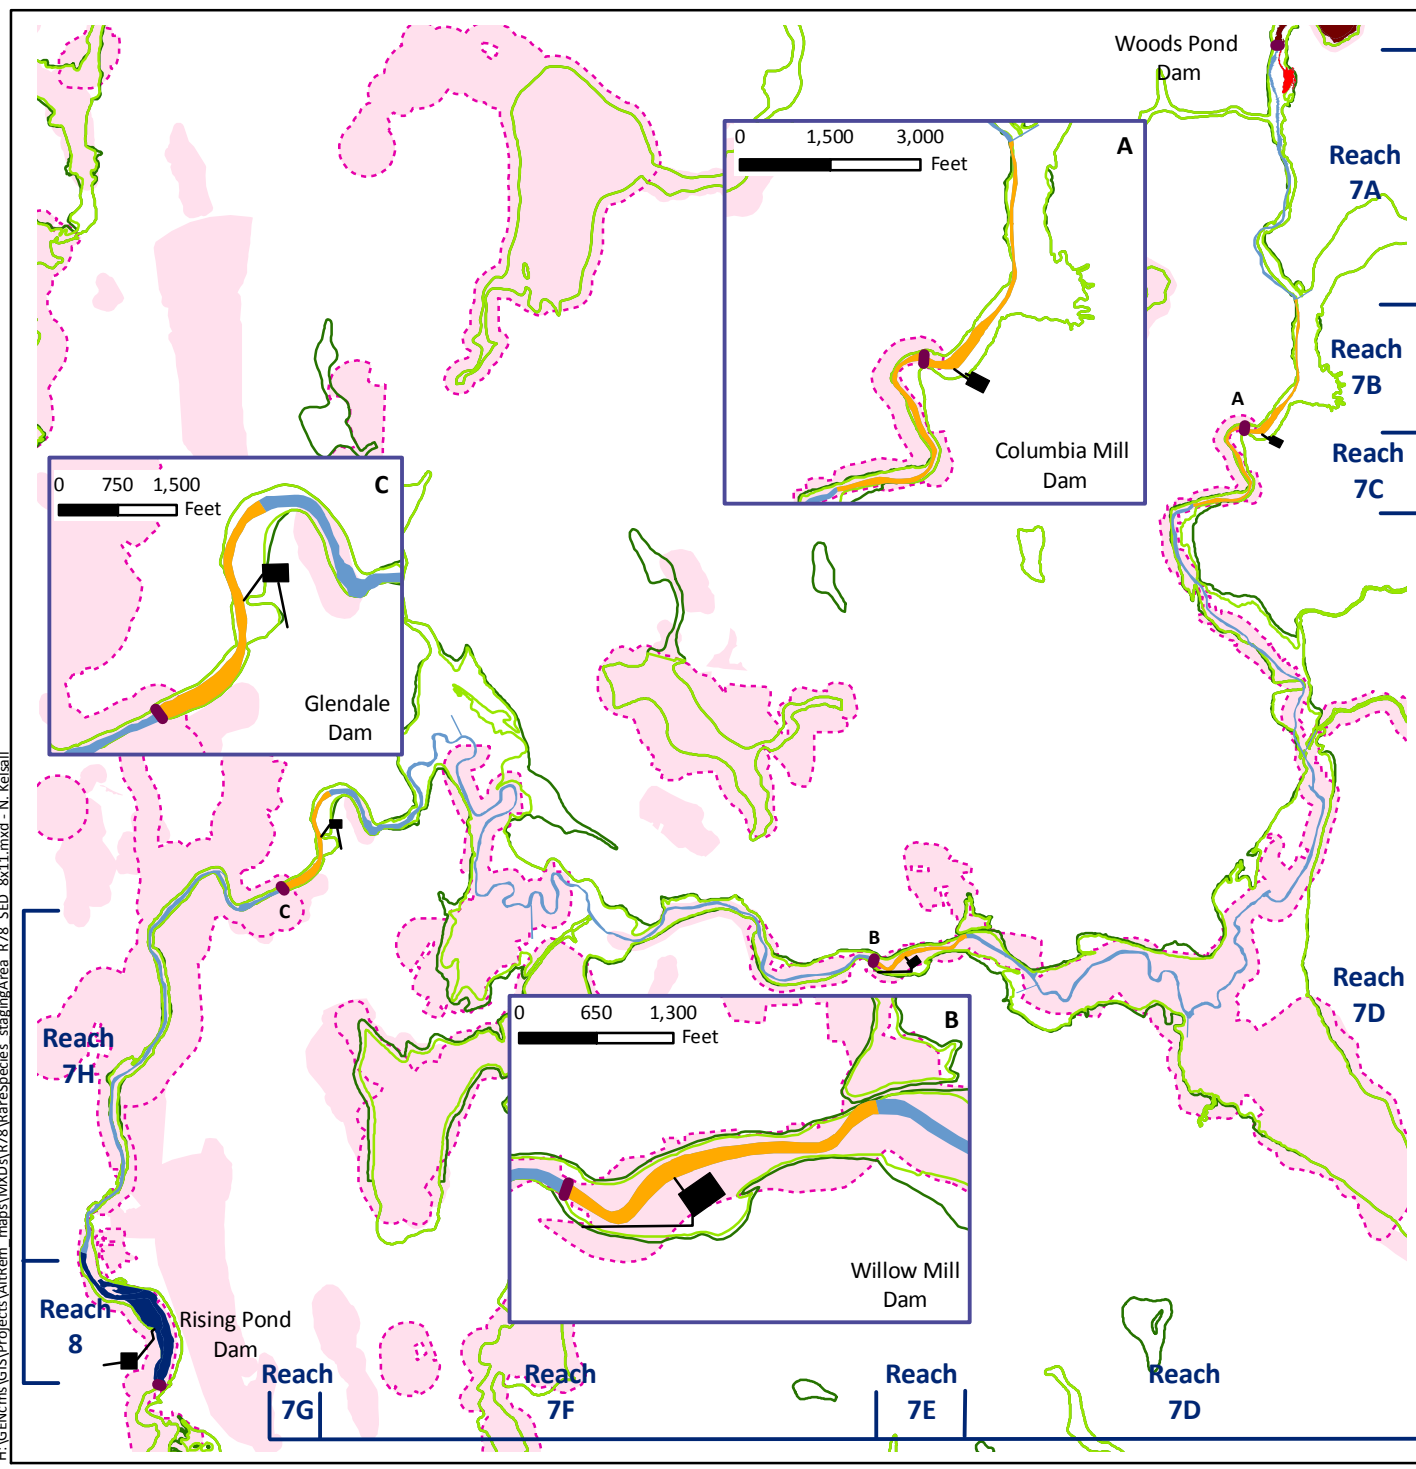 Woods Pond
Dam
0 1,500 3,000
Feet
A
Columbia Mill
Dam
Reach
7A
Reach
7B
A
Reach
7C
0 750 1,500
Feet
C
Glendale
Dam
C
B
Reach
7D
0 650 1,300
Feet
B
Willow Mill
Dam
Reach
7H
Reach
8
Rising Pond
Dam
Reach
7G
Reach
7F
Reach
7E
Reach
7D